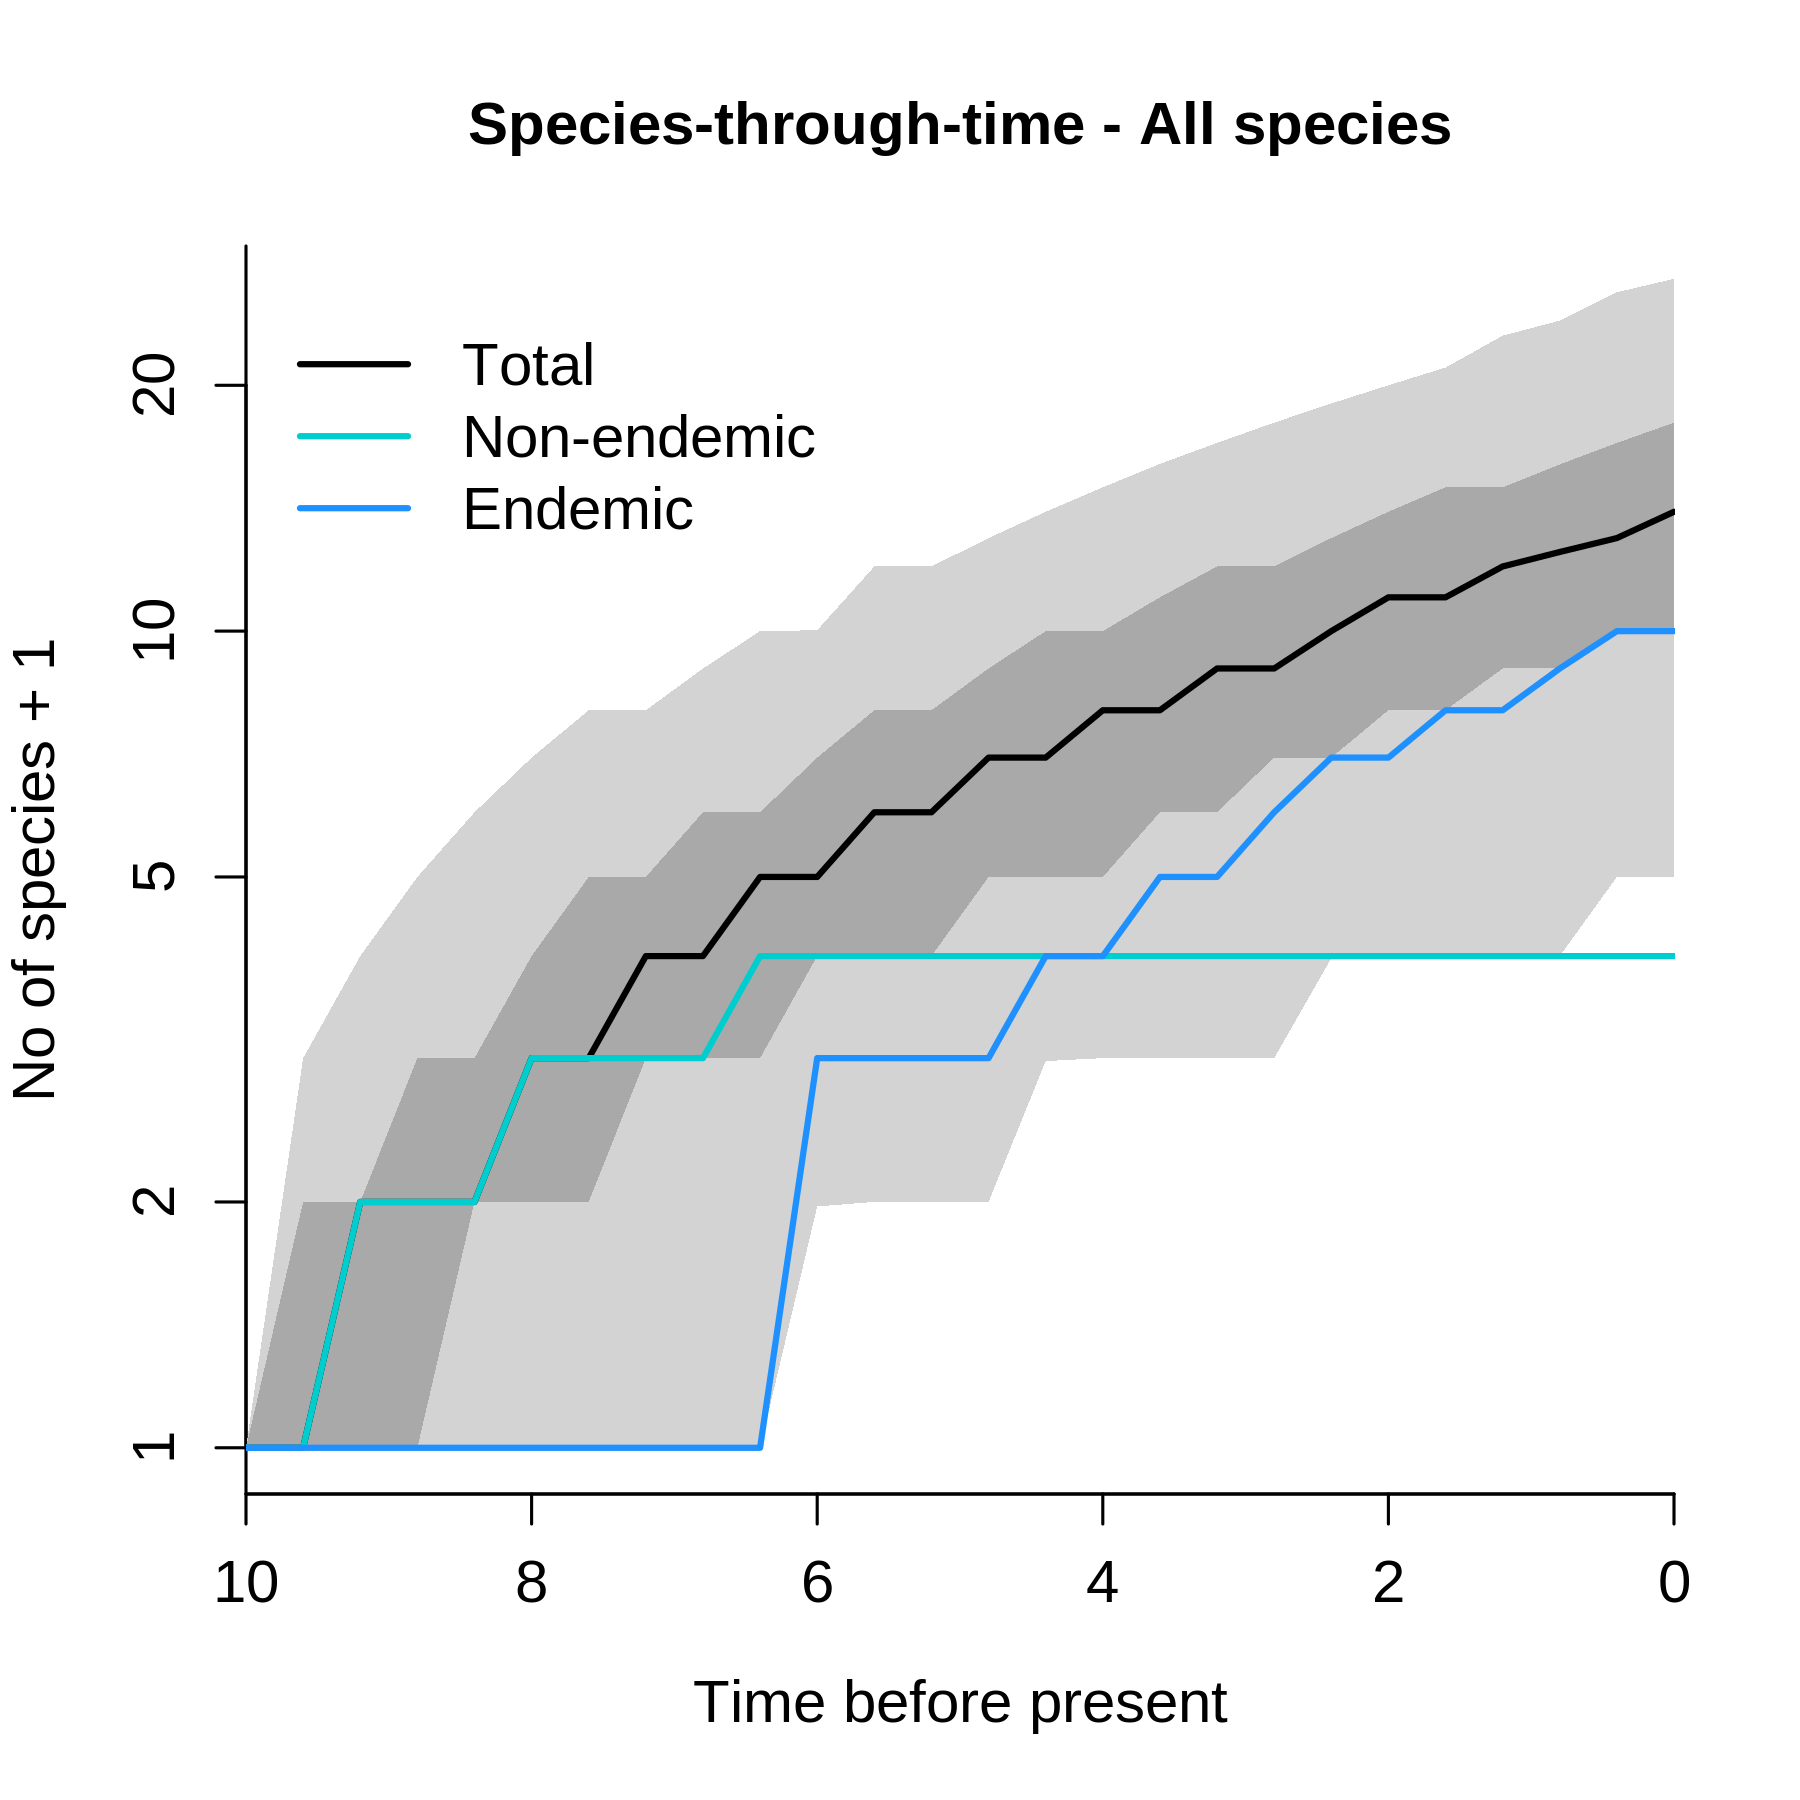 Species-through-time - All species
Total
Non-endemic
Endemic
No of species + 1
20
10
5
2
1
10 8 6 4 2 0
Time before present